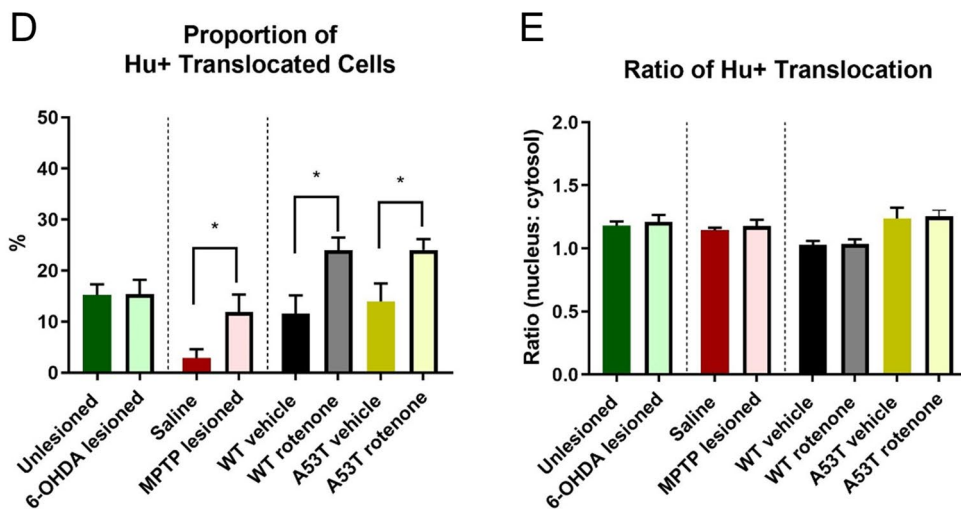 D
Proportion of
Hu+ Translocated Cells
%
50
40
30
20
10
0
*
*
*
Unlesioned
6-OHDA lesioned
Saline
MPTP lesioned
WT vehicle
WT rotenone
A53T vehicle
A53T rotenone
E
Ratio of Hu+ Translocation
Ratio (nucleus: cytosol)
2.0
1.5
1.0
0.5
0.0
Unlesioned
6-OHDA lesioned
Saline
MPTP lesioned
WT vehicle
WT rotenone
A53T vehicle
A53T rotenone